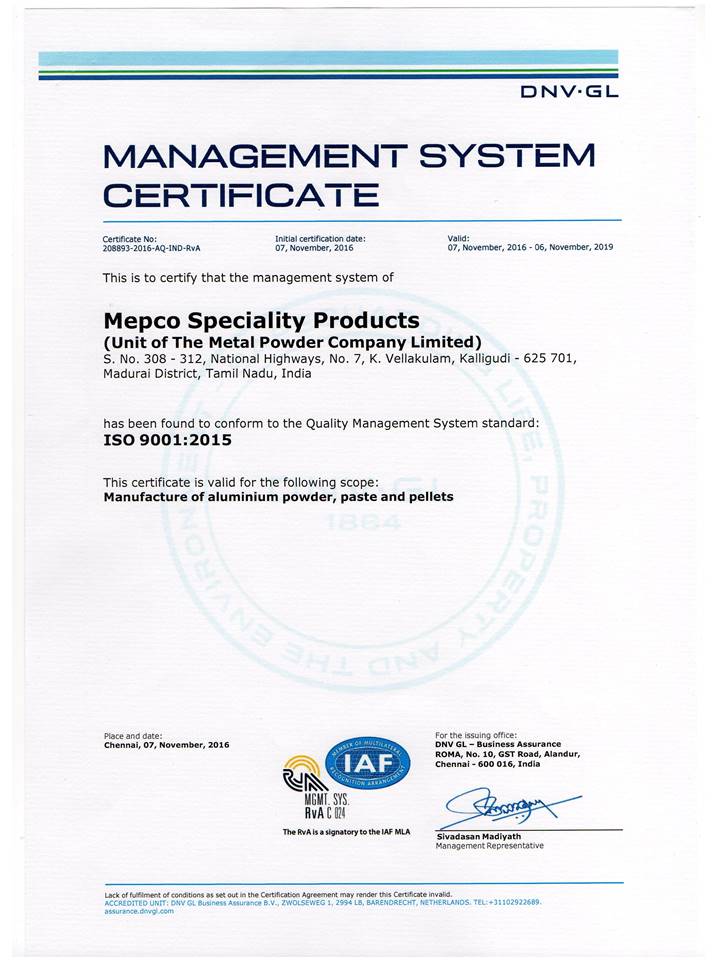 DNV·GL
MANAGEMENT SYSTEM
CERTIFICATE
Certificate No:
208893-2016-AQ-IND-RvA
Initial certification date:
07, November, 2016
Valid:
07, November, 2016 - 06, November, 2019
This is to certify that the management system of
Mepco Speciality Products
(Unit of The Metal Powder Company Limited)
S. No. 308 - 312, National Highways, No. 7, K. Vellakulam, Kalligudi - 625 701,
Madurai District, Tamil Nadu, India
has been found to conform to the Quality Management System standard:
ISO 9001:2015
This certificate is valid for the following scope:
Manufacture of aluminium powder, paste and pellets
1864
LIFE, PROPERTY AND THE
Place and date:
Chennai, 07, November, 2016
MEMBER OF MULTILATERAL
IAF
RECOGNITION ARRANGEMENT
RvA
MGMT. SYS.
RvA C 024
The RvA is a signatory to the IAF MLA
For the issuing office:
DNV GL – Business Assurance
ROMA, No. 10, GST Road, Alandur,
Chennai - 600 016, India
Sivadasan Madiyath
Management Representative
Lack of fulfilment of conditions as set out in the Certification Agreement may render this Certificate invalid.
ACCREDITED UNIT: DNV GL Business Assurance B.V., ZWOLSEWEG 1, 2994 LB, BARENDRECHT, NETHERLANDS. TEL:+31102922689.
assurance.dnvgl.com